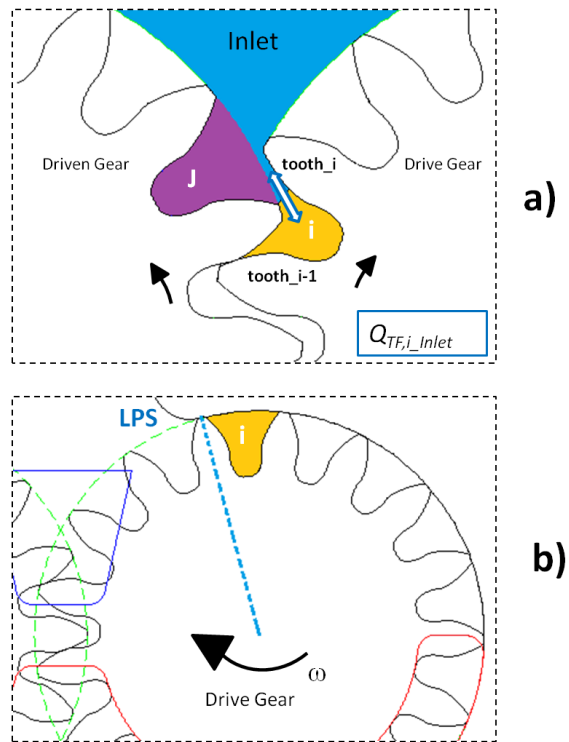 Inlet
Driven Gear
J
tooth_i
Drive Gear
i
tooth_i-1
a)
Q_TF,i_Inlet
LPS
i
b)
ω
Drive Gear